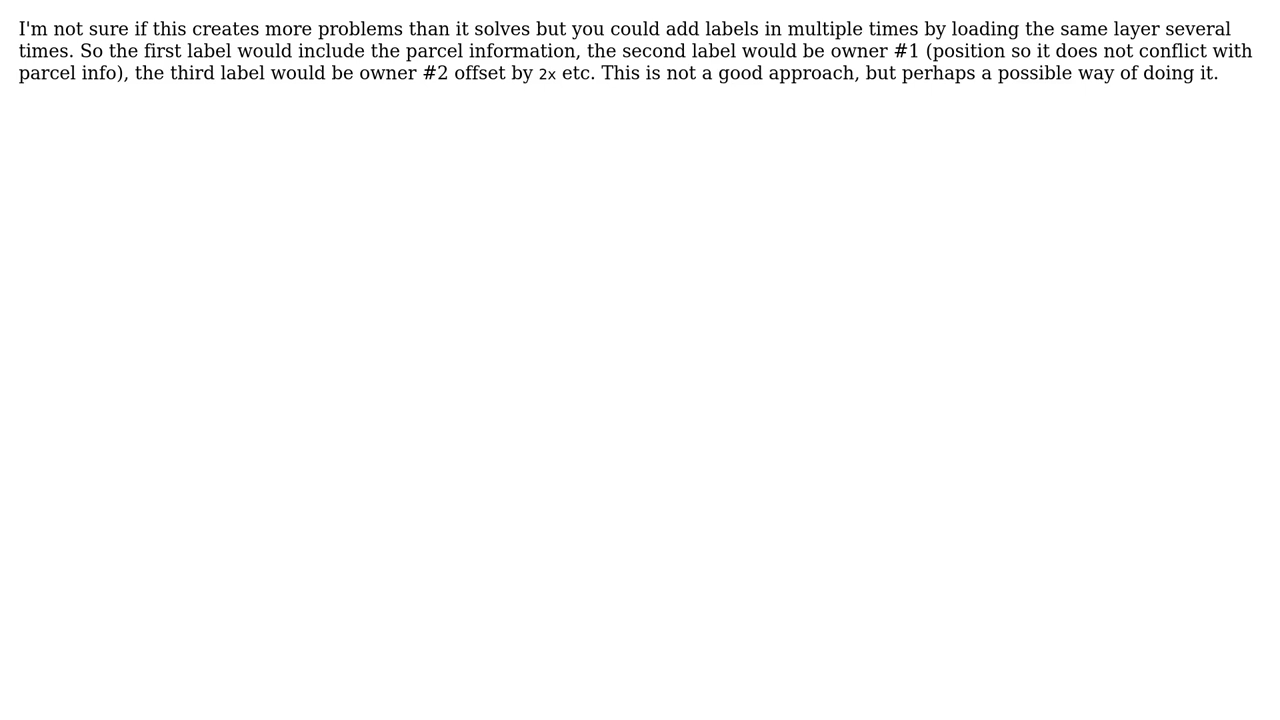 I'm not sure if this creates more problems than it solves but you could add labels in multiple times by loading the same layer several
times. So the first label would include the parcel information, the second label would be owner #1 (position so it does not conflict with
parcel info), the third label would be owner #2 offset by 2x etc. This is not a good approach, but perhaps a possible way of doing it.